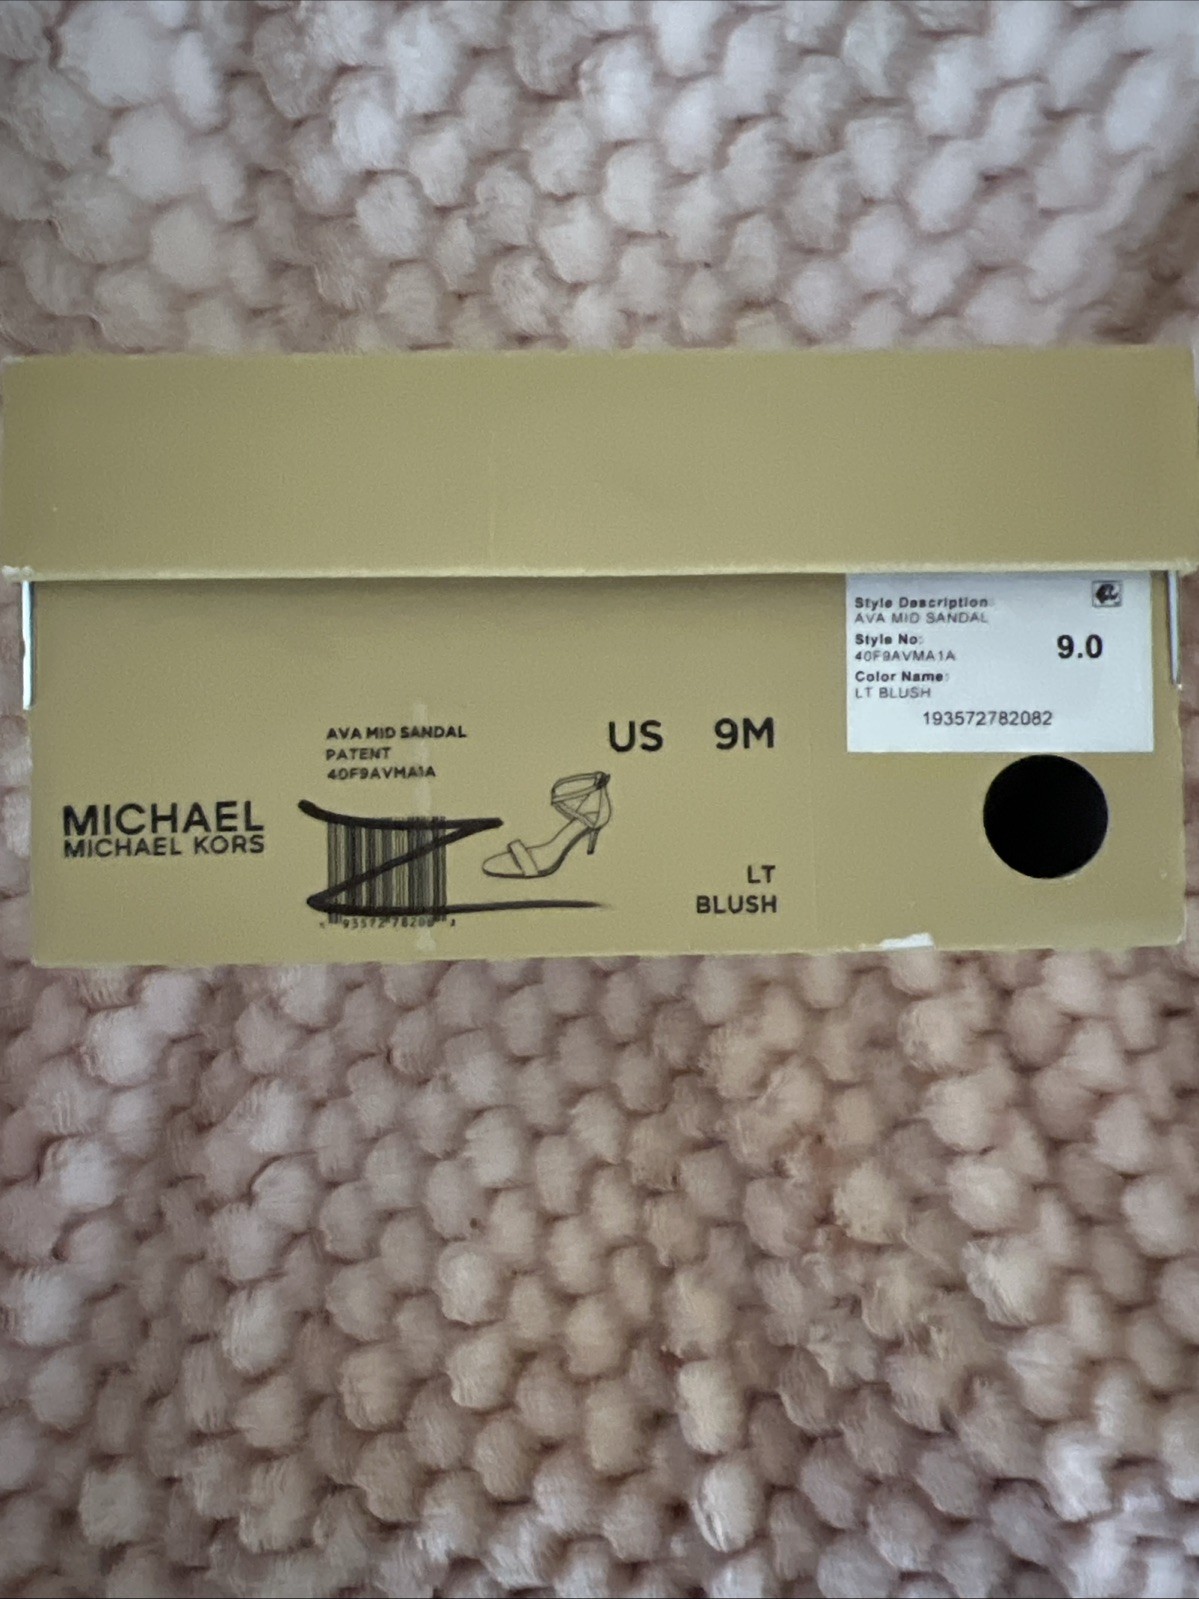 Style Description:
AVA MID SANDAL
Style No:
40F9AVMA1A
9.0
Color Name:
LT BLUSH
193572782082
AVA MID SANDAL
PATENT
40F9AVMA1A
US 9M
MICHAEL
MICHAEL KORS
LT
BLUSH